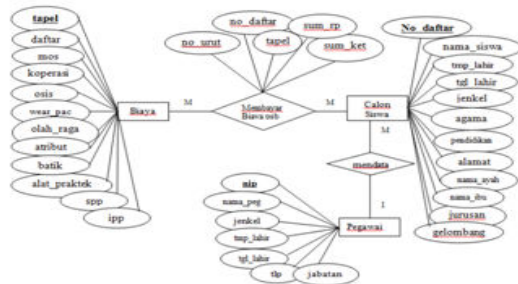 tapel
daftar
mos
koperasi
osis
wear_pac
olah_raga
atribut
batik
alat_praktek
spp
ipp
Biaya
M
no_urut
no_daftar
tapel
sum_rp
sum_ket
Membayar
M
Calon
Siswa
No_daftar
nama_siswa
tmp_lahir
tgl_lahir
jenkel
agama
pendidikan
alamat
nama_ayah
nama_ibu
jurusan
gelombang
M
mendata
1
Pegawai
nip
nama_peg
jenkel
tmp_lahir
tgl_lahir
tlp
jabatan